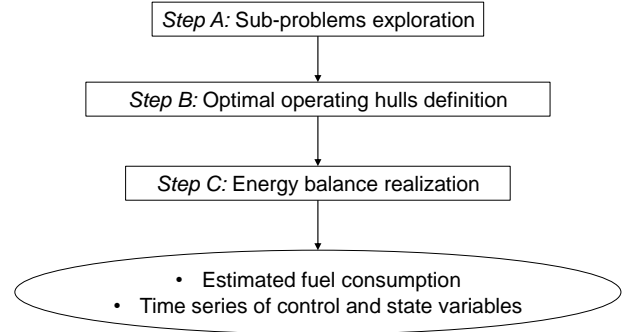 Step A: Sub-problems exploration
Step B: Optimal operating hulls definition
Step C: Energy balance realization
• Estimated fuel consumption
• Time series of control and state variables